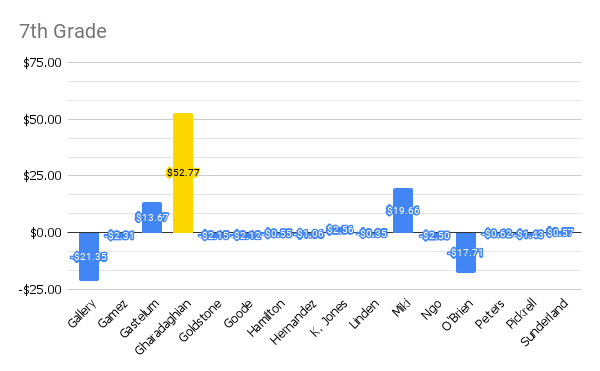 7th Grade
$75.00
$50.00
$25.00
$0.00
-$25.00
-$21.35
-$2.31
$13.67
$52.77
-$2.15
-$2.12
-$0.55
-$1.06
$2.56
-$0.35
$19.66
-$2.50
-$17.71
-$0.62
-$1.43
$0.57
Gallery
Gamez
Gastelum
Gharadaghian
Goldstone
Goode
Hamilton
Hernandez
K. Jones
Linden
Miki
Ngo
O'Brien
Peters
Pickrell
Sunderland